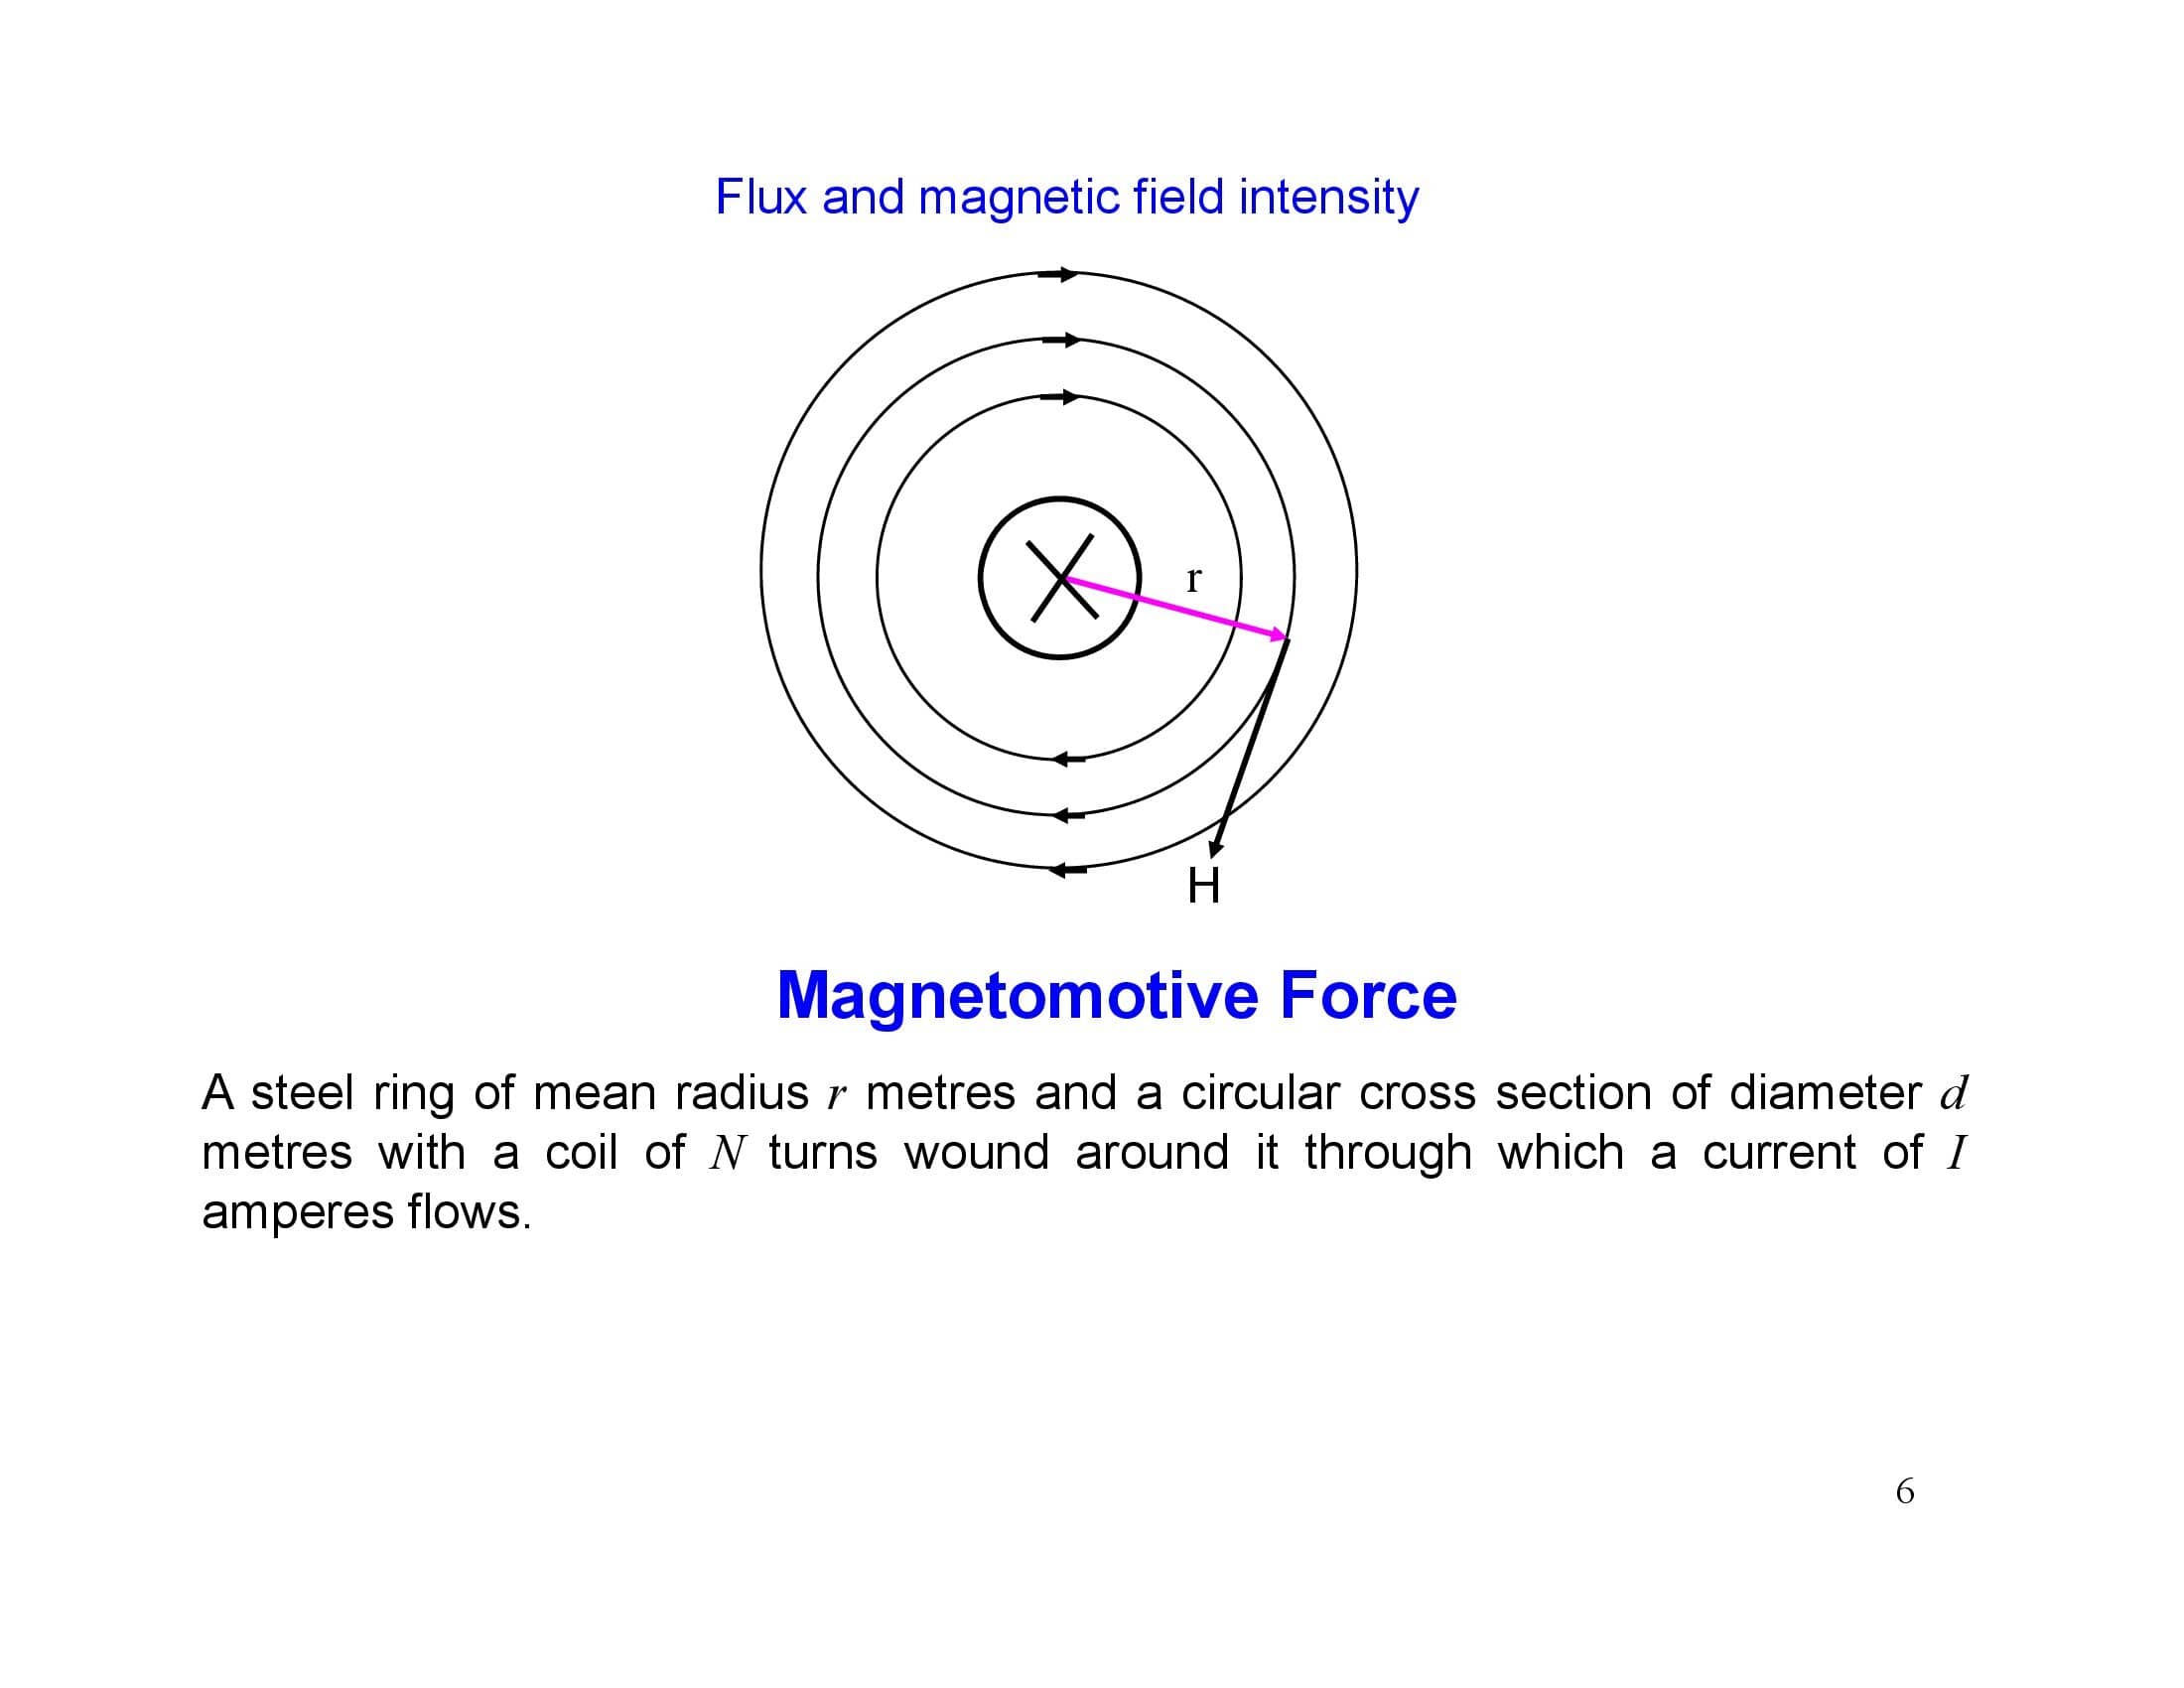 Flux and magnetic field intensity
r
H
Magnetomotive Force
A steel ring of mean radius r metres and a circular cross section of diameter d
metres with a coil of N turns wound around it through which a current of I
amperes flows.
6